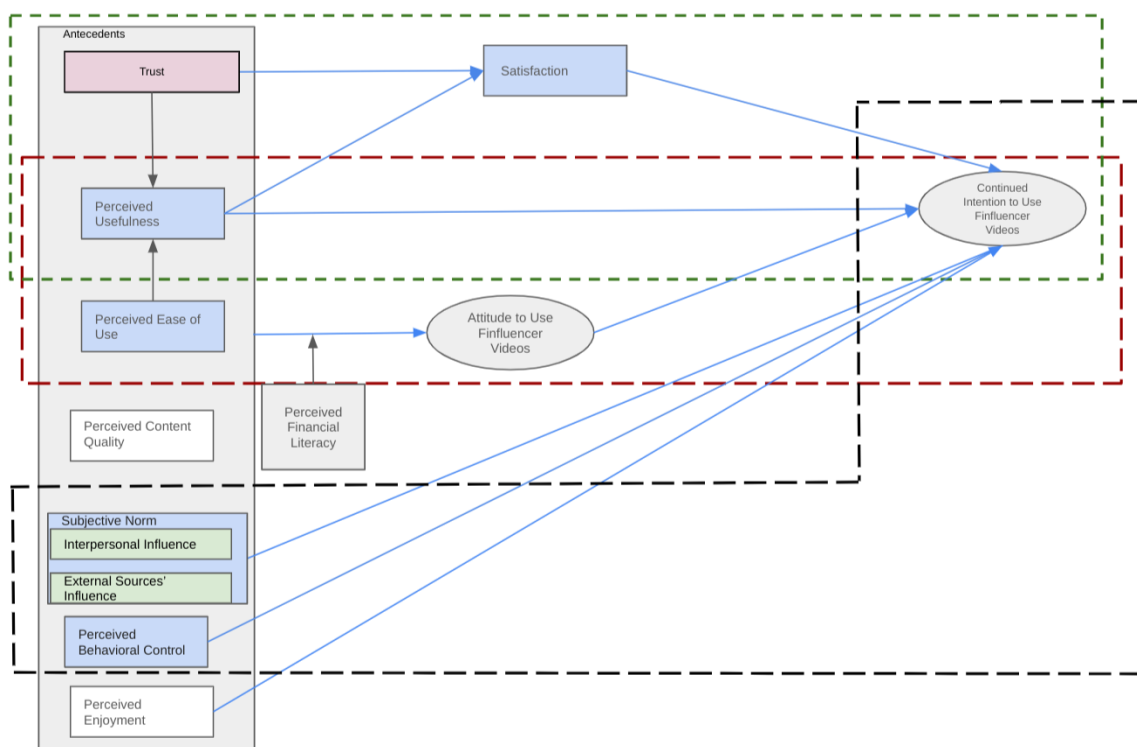 Antecedents
Trust
Satisfaction
Perceived
Usefulness
Continued
Intention to Use
Finfluencer
Videos
Perceived Ease of
Use
Attitude to Use
Finfluencer
Videos
Perceived Content
Quality
Perceived
Financial
Literacy
Subjective Norm
Interpersonal Influence
External Sources'
Influence
Perceived
Behavioral Control
Perceived
Enjoyment